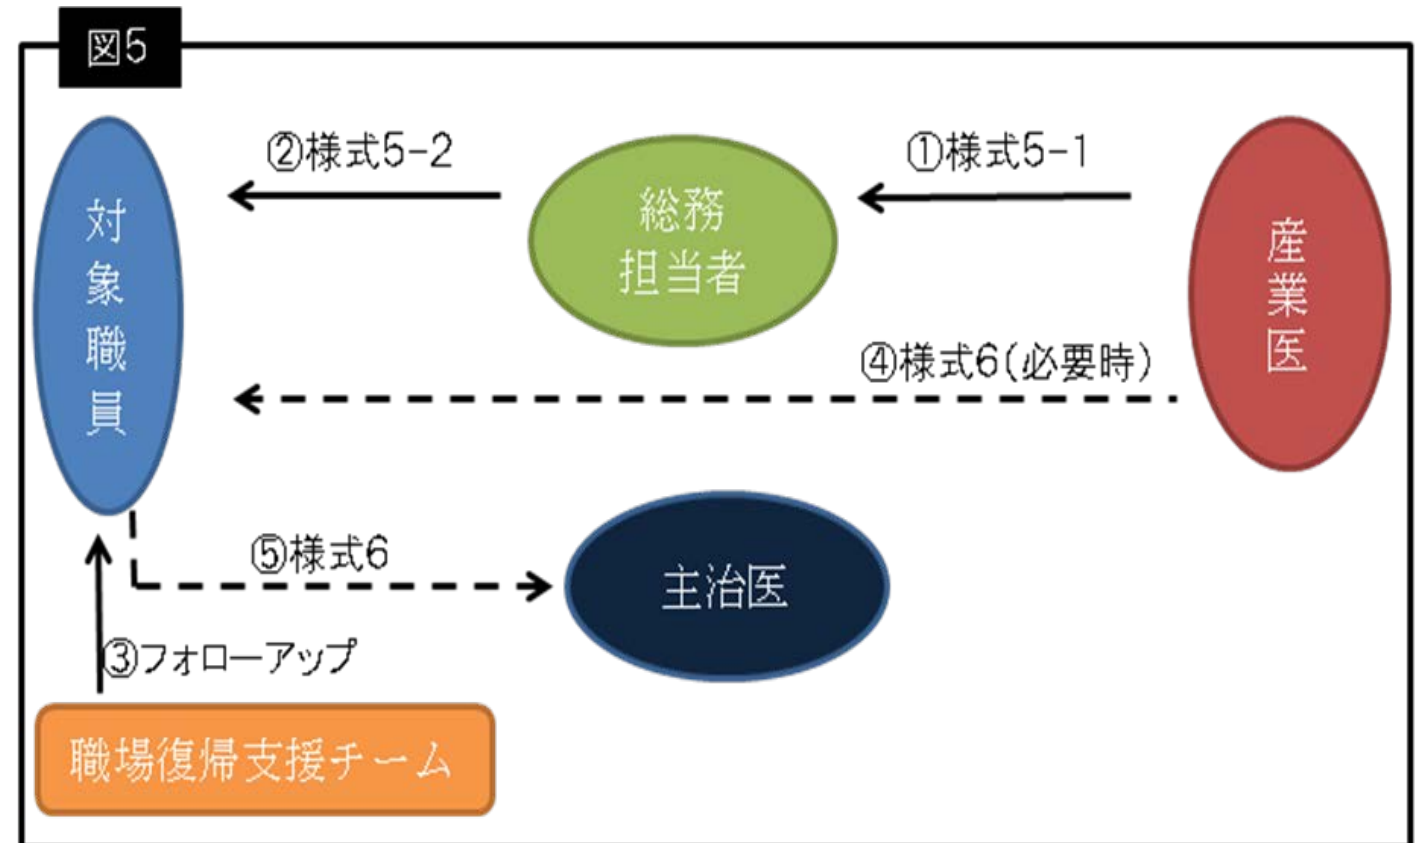 図5
②様式5-2
①様式5-1
対象職員
総務
担当者
産業医
④様式6(必要時)
⑤様式6
主治医
③フォローアップ
職場復帰支援チーム